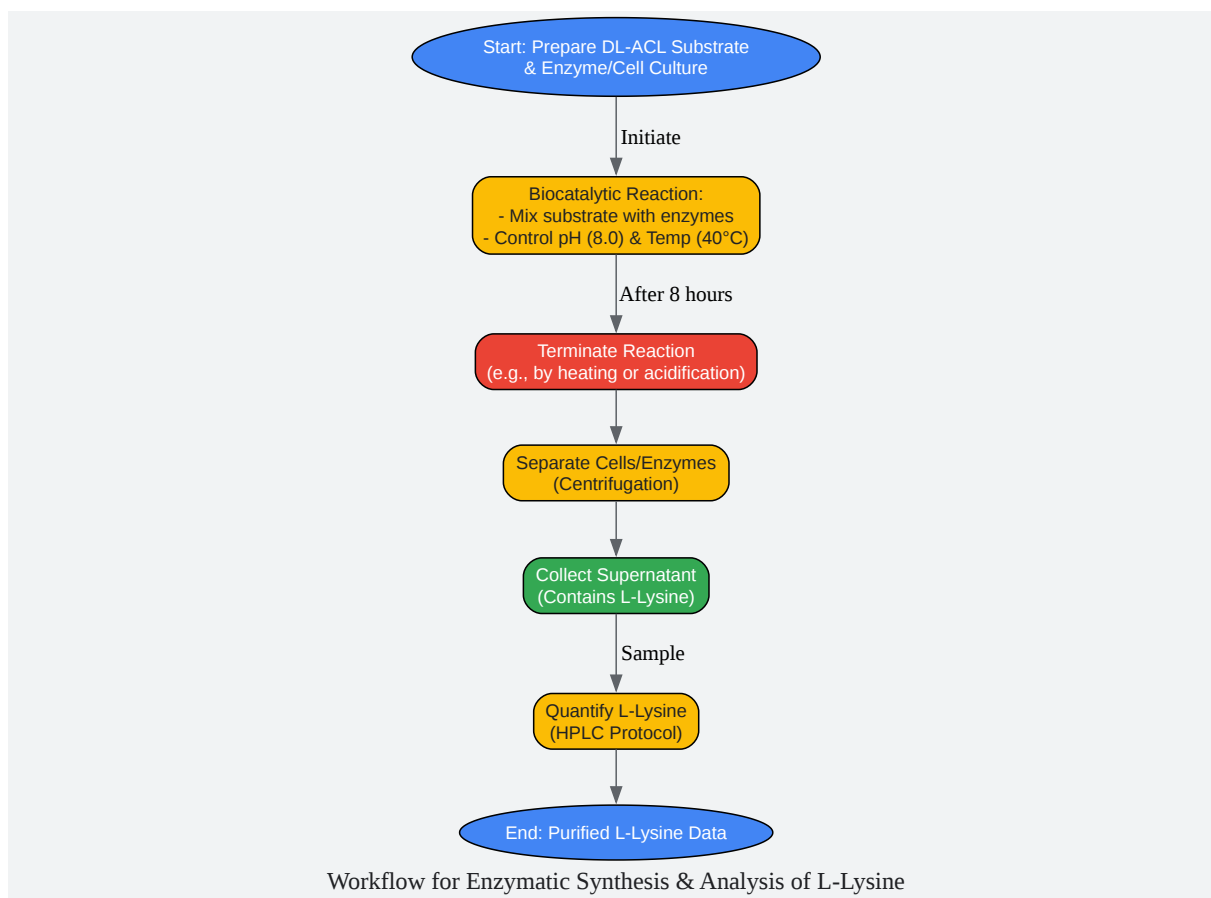 Start: Prepare DL-ACL Substrate
& Enzyme/Cell Culture
Initiate
Biocatalytic Reaction:
- Mix substrate with enzymes
- Control pH (8.0) & Temp (40°C)
After 8 hours
Terminate Reaction
(e.g., by heating or acidification)
Separate Cells/Enzymes
(Centrifugation)
Collect Supernatant
(Contains L-Lysine)
Sample
Quantify L-Lysine
(HPLC Protocol)
End: Purified L-Lysine Data
Workflow for Enzymatic Synthesis & Analysis of L-Lysine